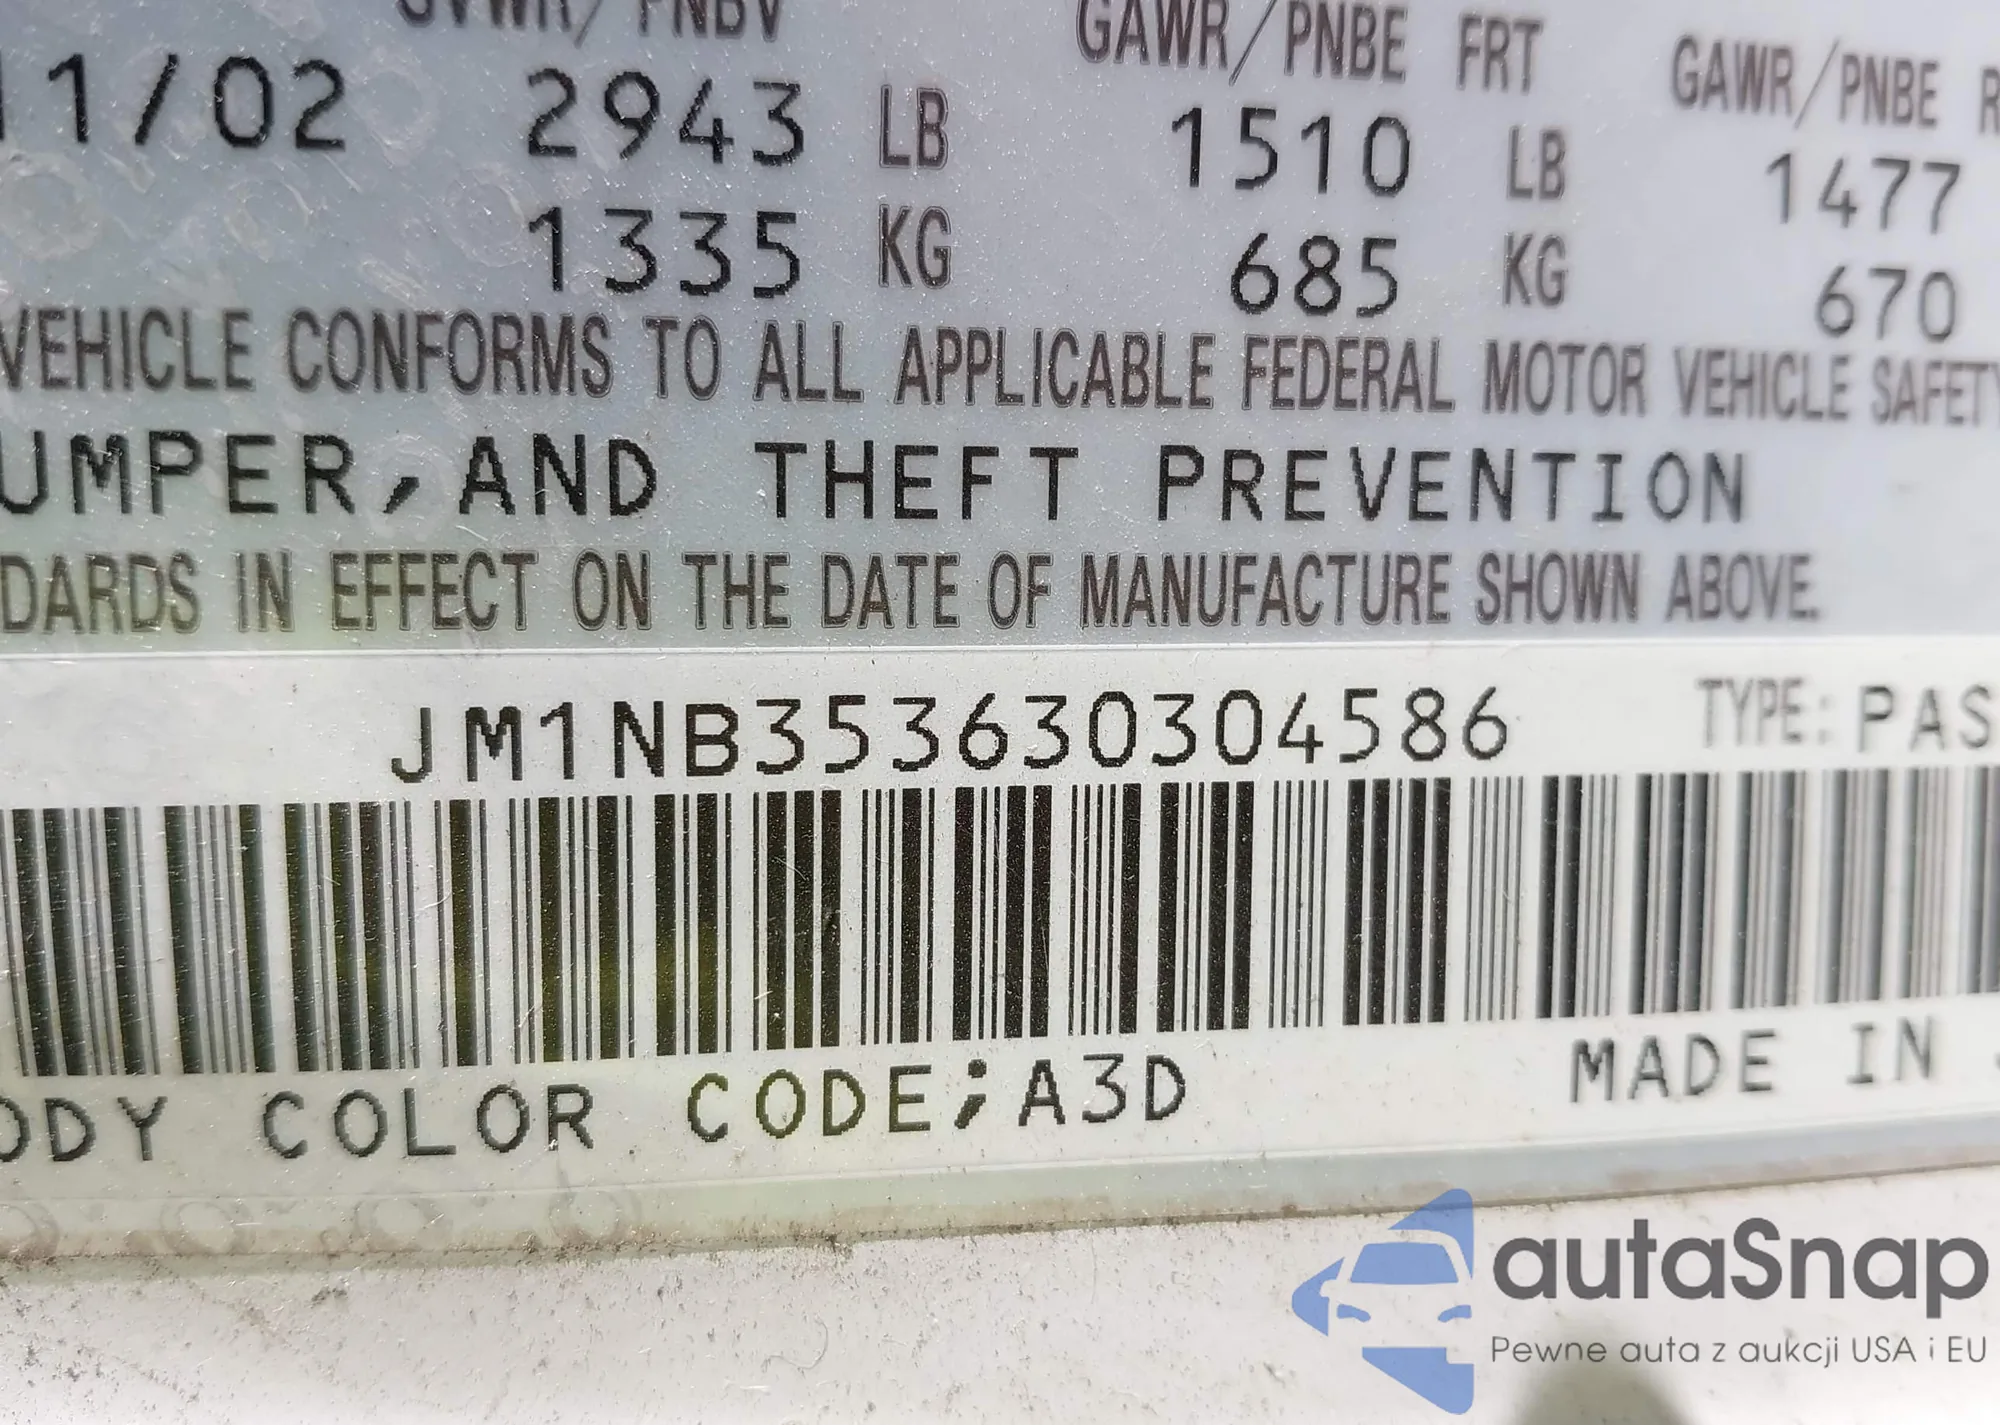 GVWR/PNBV GAWR/PNBE FRT GAWR/PNBE R
11/02 2943 LB 1510 LB 1477
1335 KG 685 KG 670
VEHICLE CONFORMS TO ALL APPLICABLE FEDERAL MOTOR VEHICLE SAFETY
UMPER,AND THEFT PREVENTION
DARDS IN EFFECT ON THE DATE OF MANUFACTURE SHOWN ABOVE.
JM1NB353630304586 TYPE: PAS
ODY COLOR CODE;A3D MADE IN
autaSnap
Pewne auta z aukcji USA i EU